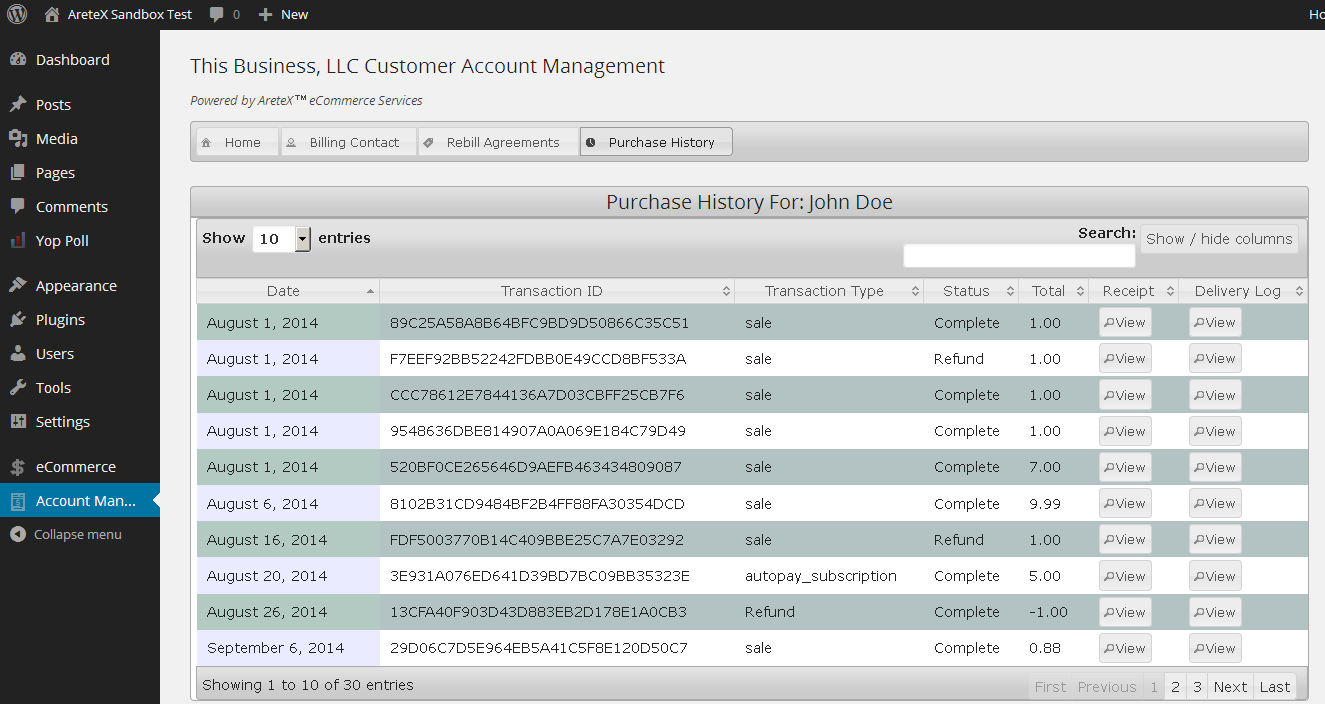 AreteX Sandbox Test 0 New Ho
Dashboard
Posts
Media
Pages
Comments
Yop Poll
Appearance
Plugins
Users
Tools
Settings
eCommerce
Account Man...
Collapse menu
This Business, LLC Customer Account Management
Powered by AreteX™ eCommerce Services
Home Billing Contact Rebill Agreements Purchase History
Purchase History For: John Doe
Show 10 entries Search: Show / hide columns
Date Transaction ID Transaction Type Status Total Receipt Delivery Log
August 1, 2014 89C25A58A8B64BFC9BD9D50866C35C51 sale Complete 1.00 View View
August 1, 2014 F7EEF92BB52242FDBB0E49CCD8BF533A sale Refund 1.00 View View
August 1, 2014 CCC78612E7844136A7D03CBFF25CB7F6 sale Complete 1.00 View View
August 1, 2014 9548636DBE814907A0A069E184C79D49 sale Complete 1.00 View View
August 1, 2014 520BF0CE265646D9AEFB463434809087 sale Complete 7.00 View View
August 6, 2014 8102B31CD9484BF2B4FF88FA30354DCD sale Complete 9.99 View View
August 16, 2014 FDF5003770B14C409BBE25C7A7E03292 sale Refund 1.00 View View
August 20, 2014 3E931A076ED641D39BD7BC09BB35323E autopay_subscription Complete 5.00 View View
August 26, 2014 13CFA40F903D43D883EB2D178E1A0CB3 Refund Complete -1.00 View View
September 6, 2014 29D06C7D5E964EB5A41C5F8E120D50C7 sale Complete 0.88 View View
Showing 1 to 10 of 30 entries First Previous 1 2 3 Next Last